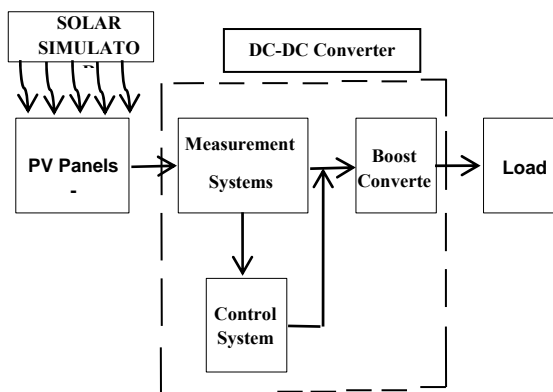 SOLAR
SIMULATO
DC-DC Converter
PV Panels
-
Measurement
Systems
Boost
Converte
Load
Control
System